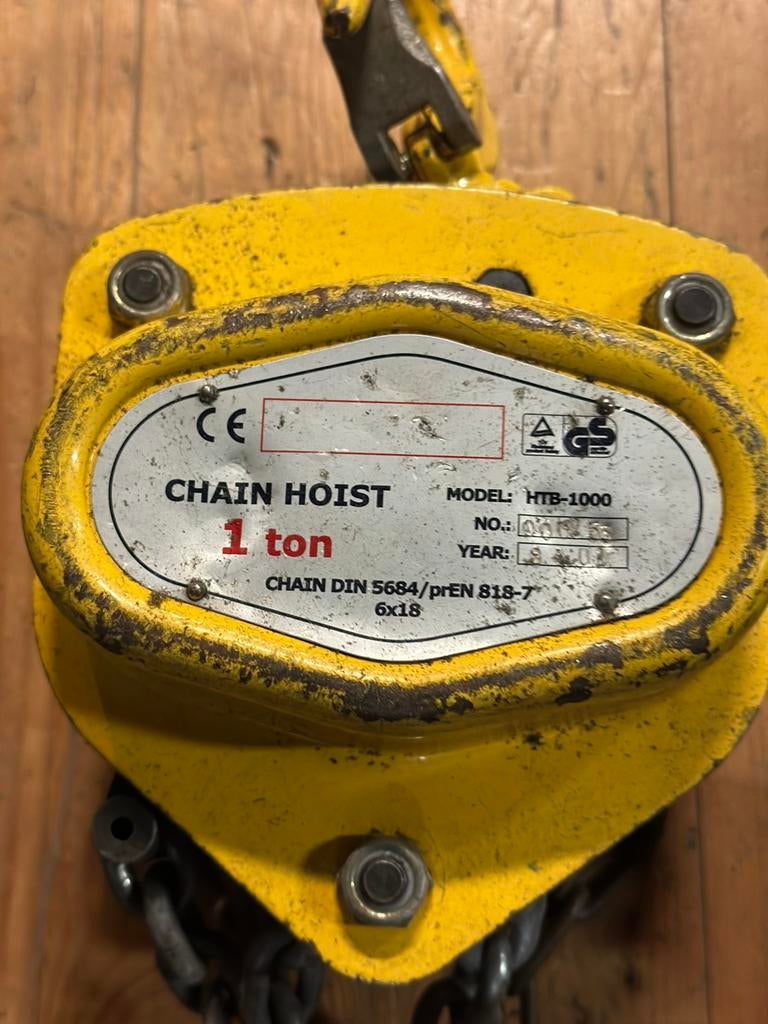 CE
GS
CHAIN HOIST
1 ton
MODEL: HTB-1000
NO.:
YEAR:
CHAIN DIN 5684/prEN 818-7
6x18